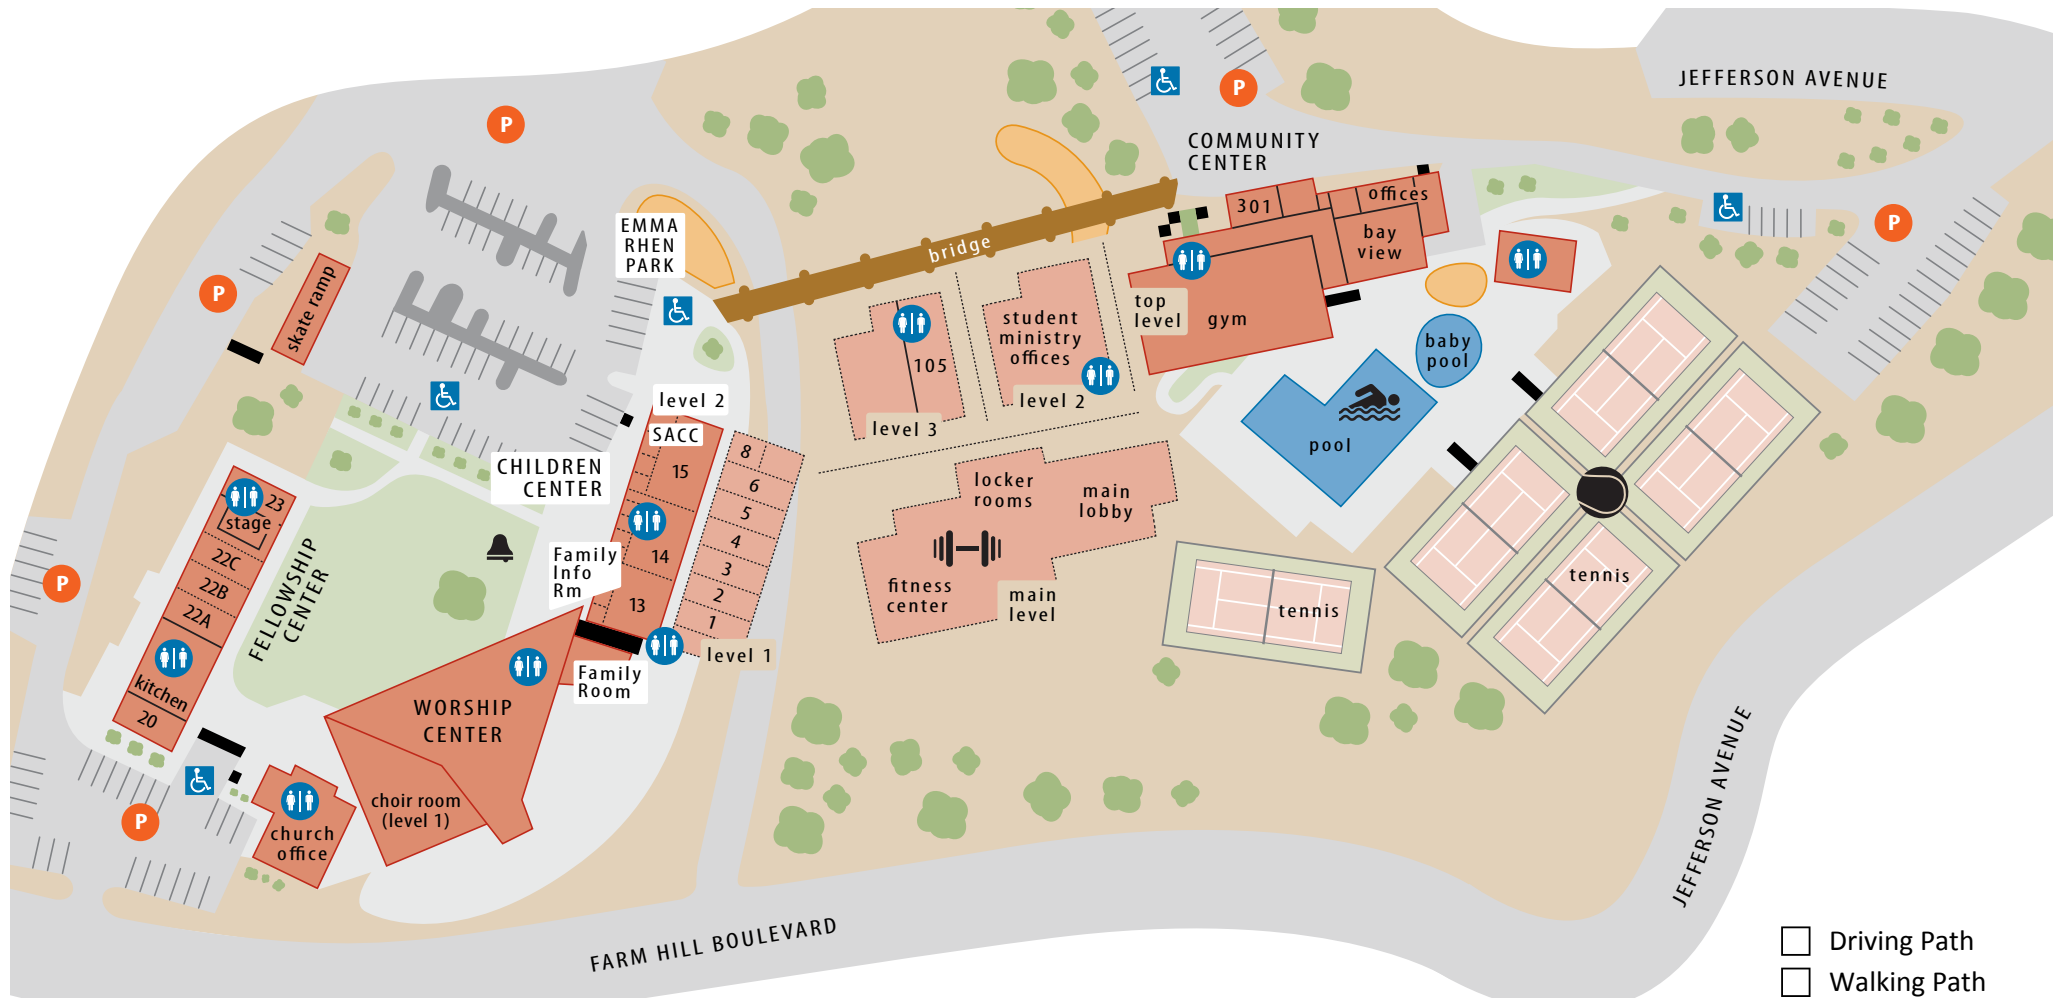 JEFFERSON AVENUE
P
P
COMMUNITY
CENTER
offices
301
bay
view
EMMA
RHEN
PARK
bridge
P
P
skate ramp
top
level
gym
student
ministry
offices
105
level 2
level 3
baby
pool
pool
level 2
SACC
15
CHILDREN
CENTER
14
Family
Info
Rm
13
8
6
5
4
3
2
1
level 1
locker
rooms
main
lobby
fitness
center
main
level
tennis
tennis
23
stage
22C
22B
22A
kitchen
20
FELLOWSHIP
CENTER
P
Family
Room
WORSHIP
CENTER
choir room
(level 1)
P
church
office
JEFFERSON AVENUE
FARM HILL BOULEVARD
Driving Path
Walking Path